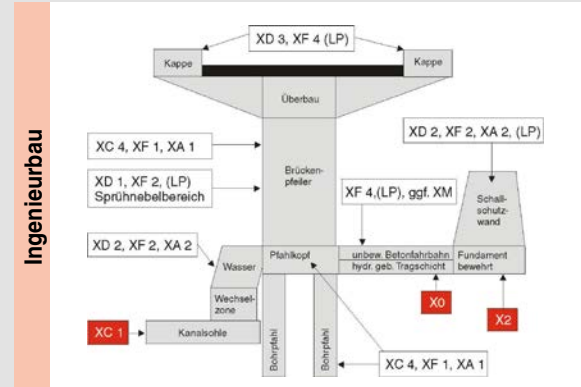 Ingenieurbau
XD 3, XF 4 (LP)
Kappe
Kappe
Überbau
XD 2, XF 2, XA 2, (LP)
XC 4, XF 1, XA 1
XD 1, XF 2, (LP)
Sprühnebelbereich
Brücken-
pfeiler
XF 4,(LP), ggf. XM
Schall-
schutz-
wand
XD 2, XF 2, XA 2
Wasser
Pfahlkopf
unbew. Betonfahrbahn
hydr. geb. Tragschicht
Fundament
bewehrt
Wechsel-
zone
X0
X2
XC 1
Kanalsohle
Bohrpfahl
Bohrpfahl
XC 4, XF 1, XA 1